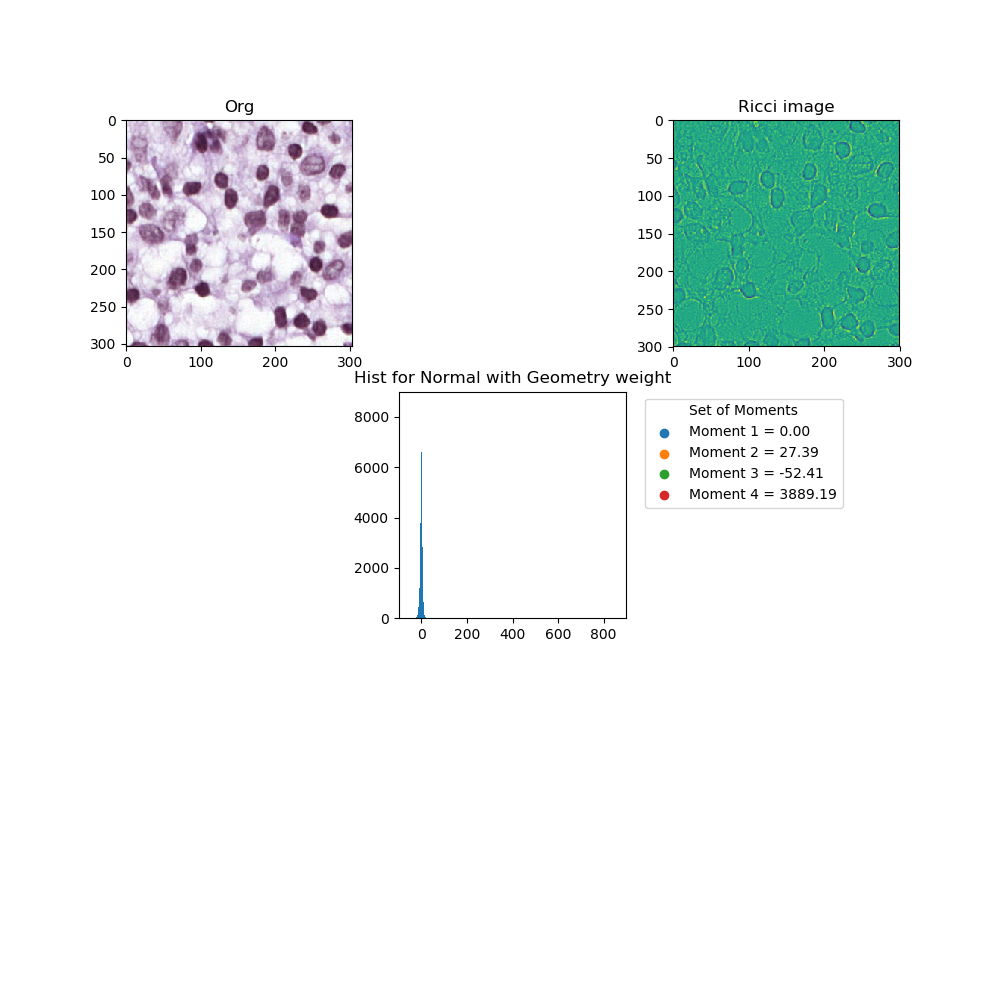 Org
0
50
100
150
200
250
300
0 100 200 300
Ricci image
0
50
100
150
200
250
300
0 100 200 300
Hist for Normal with Geometry weight
8000
6000
4000
2000
0
0 200 400 600 800
Set of Moments
Moment 1 = 0.00
Moment 2 = 27.39
Moment 3 = -52.41
Moment 4 = 3889.19